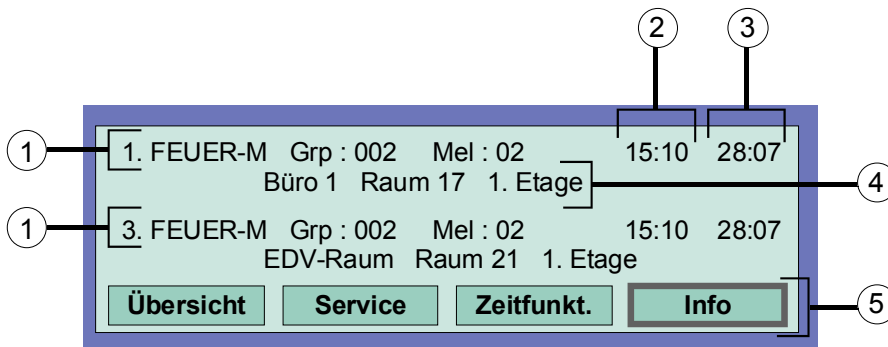 2 3
1 1. FEUER-M Grp : 002 Mel : 02 15:10 28:07
Büro 1 Raum 17 1. Etage 4
1 3. FEUER-M Grp : 002 Mel : 02 15:10 28:07
EDV-Raum Raum 21 1. Etage
Übersicht Service Zeitfunkt. Info 5